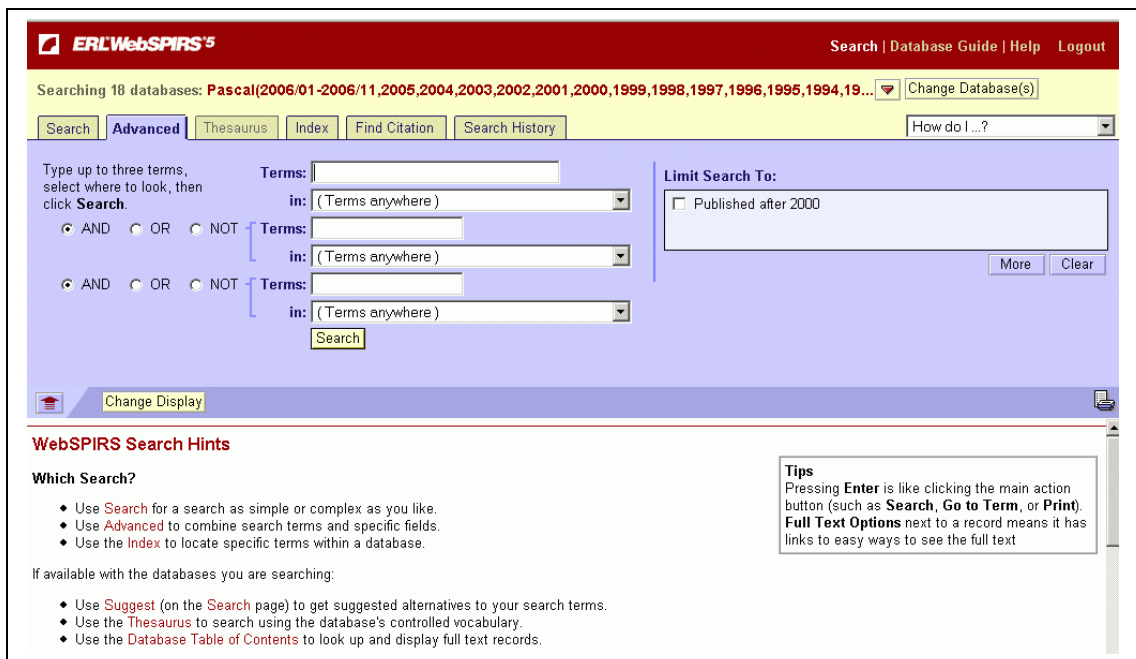 ERL WebSPIRS 5
Search | Database Guide | Help Logout
Searching 18 databases: Pascal(2006/01-2006/11,2005,2004,2003,2002,2001,2000,1999,1998,1997,1996,1995,1994,19... Change Database(s)
Search Advanced Thesaurus Index Find Citation Search History How do I ...?
Type up to three terms,
select where to look, then
click Search.
Terms:
in: (Terms anywhere)
AND OR NOT Terms:
in: (Terms anywhere)
AND OR NOT Terms:
in: (Terms anywhere)
Search
Limit Search To:
Published after 2000
More Clear
Change Display
WebSPIRS Search Hints
Which Search?
Use Search for a search as simple or complex as you like.
Use Advanced to combine search terms and specific fields.
Use the Index to locate specific terms within a database.
If available with the databases you are searching:
Use Suggest (on the Search page) to get suggested alternatives to your search terms.
Use the Thesaurus to search using the database's controlled vocabulary.
Use the Database Table of Contents to look up and display full text records.
Tips
Pressing Enter is like clicking the main action
button (such as Search, Go to Term, or Print).
Full Text Options next to a record means it has
links to easy ways to see the full text